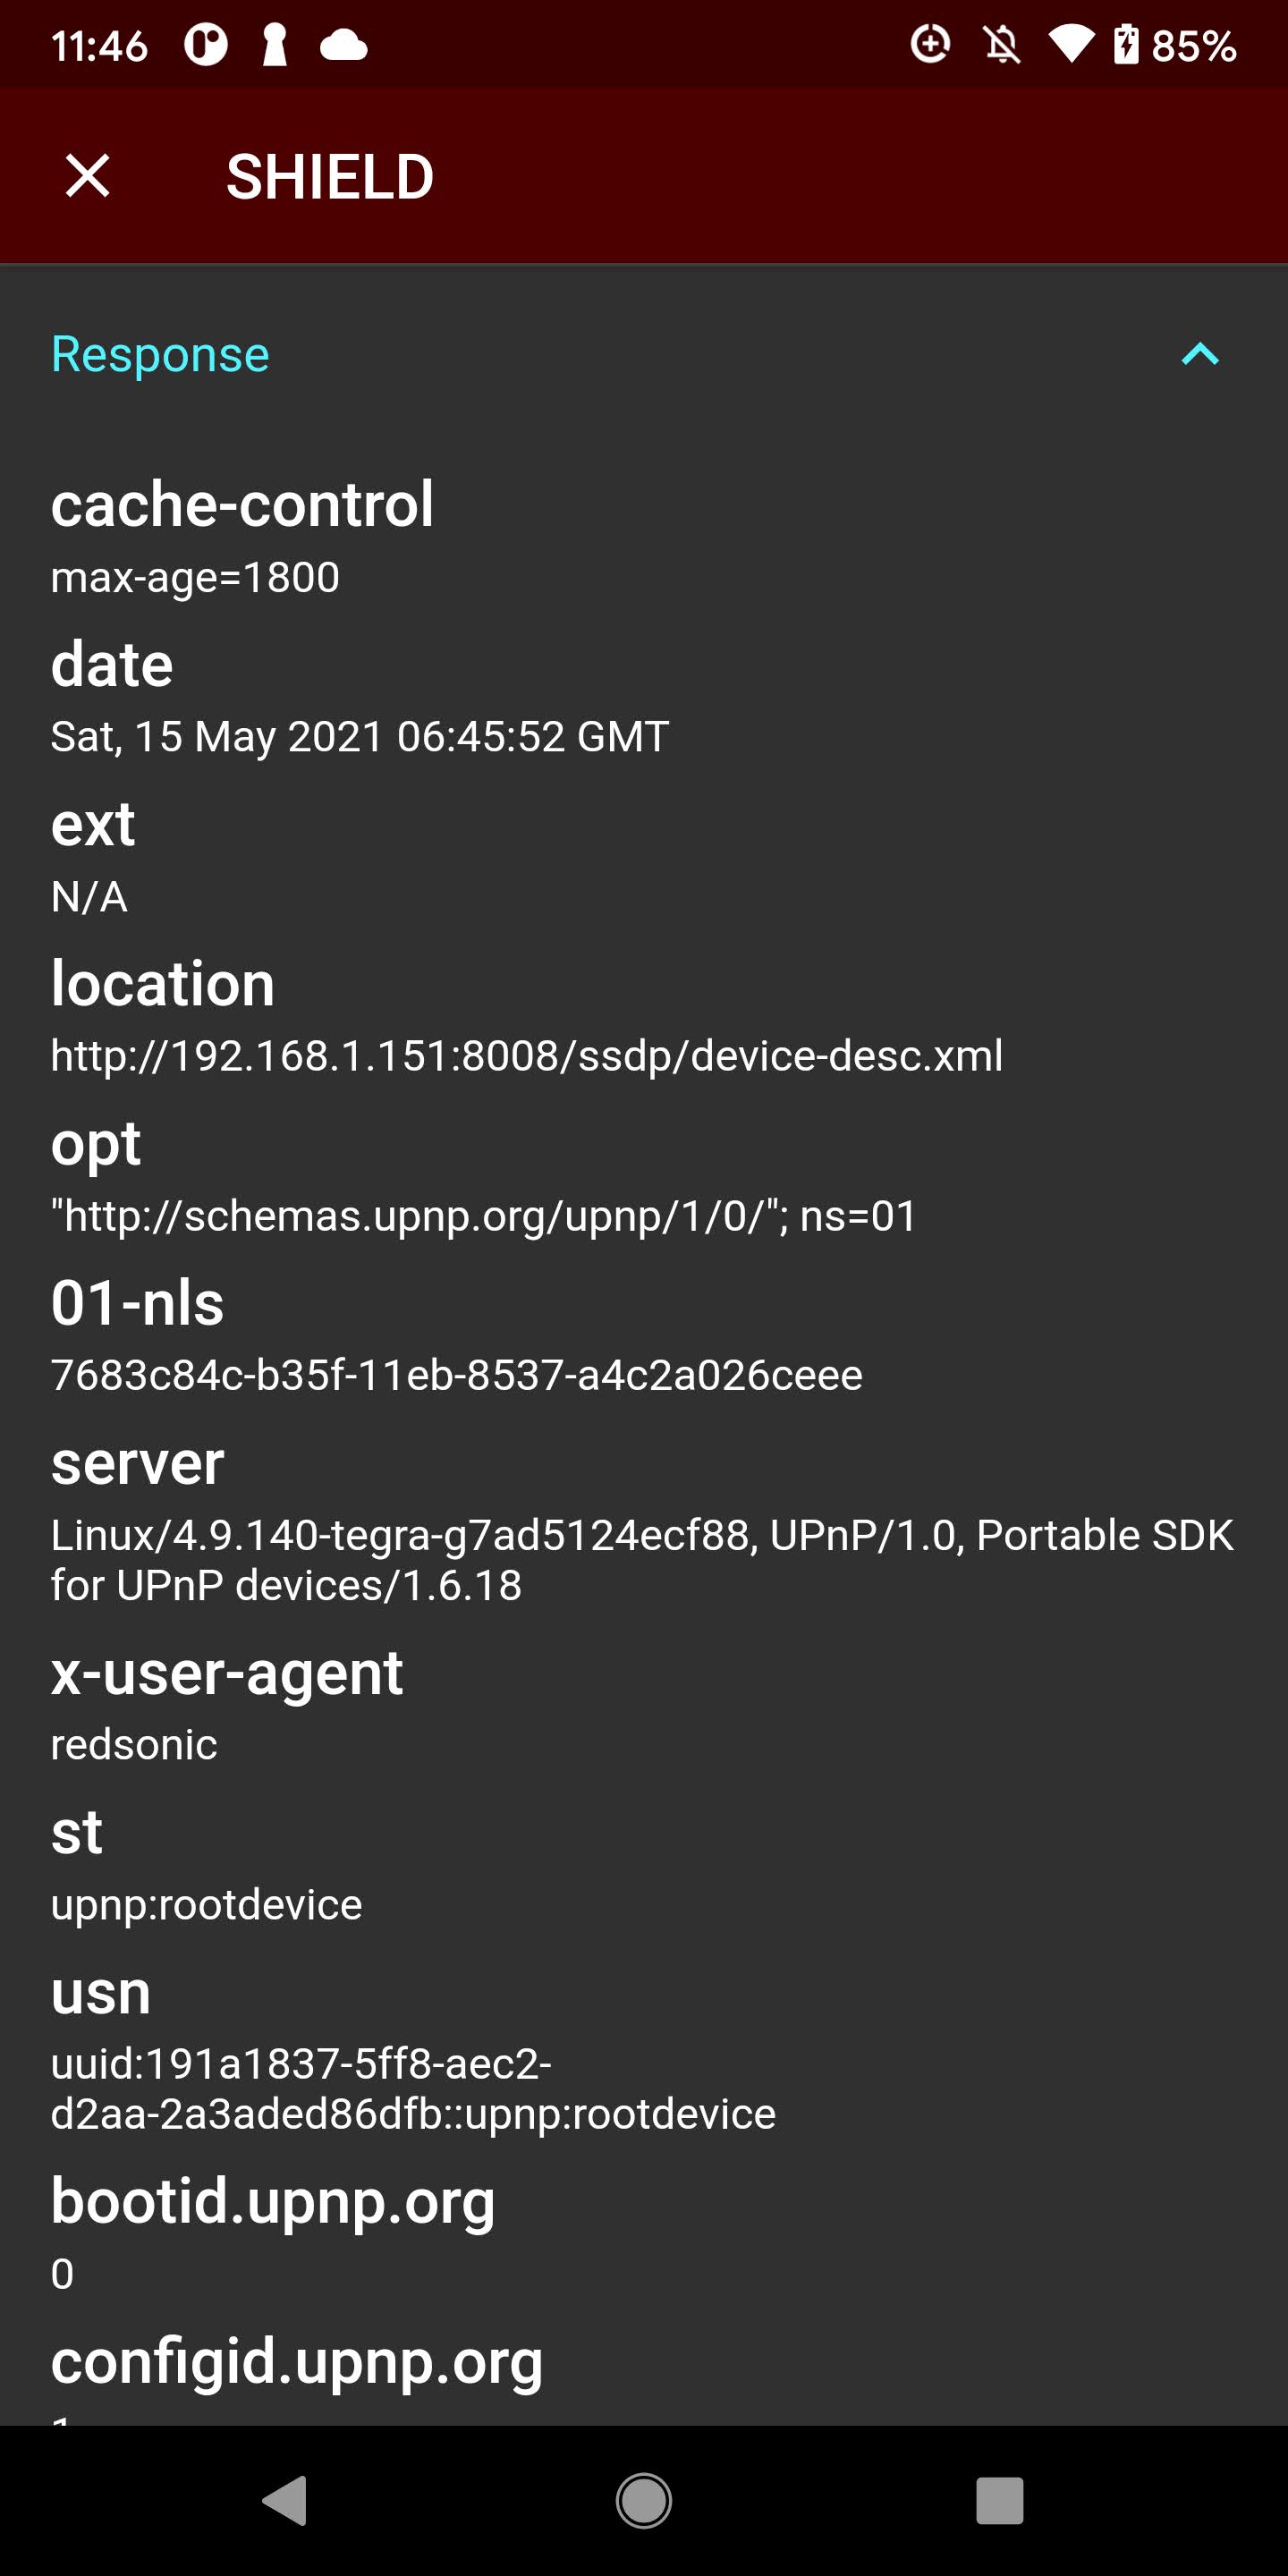 11:46
85%
SHIELD
Response
cache-control
max-age=1800
date
Sat, 15 May 2021 06:45:52 GMT
ext
N/A
location
http://192.168.1.151:8008/ssdp/device-desc.xml
opt
"http://schemas.upnp.org/upnp/1/0/"; ns=01
01-nls
7683c84c-b35f-11eb-8537-a4c2a026ceee
server
Linux/4.9.140-tegra-g7ad5124ecf88, UPnP/1.0, Portable SDK
for UPnP devices/1.6.18
x-user-agent
redsonic
st
upnp:rootdevice
usn
uuid:191a1837-5ff8-aec2-
d2aa-2a3aded86dfb::upnp:rootdevice
bootid.upnp.org
0
configid.upnp.org